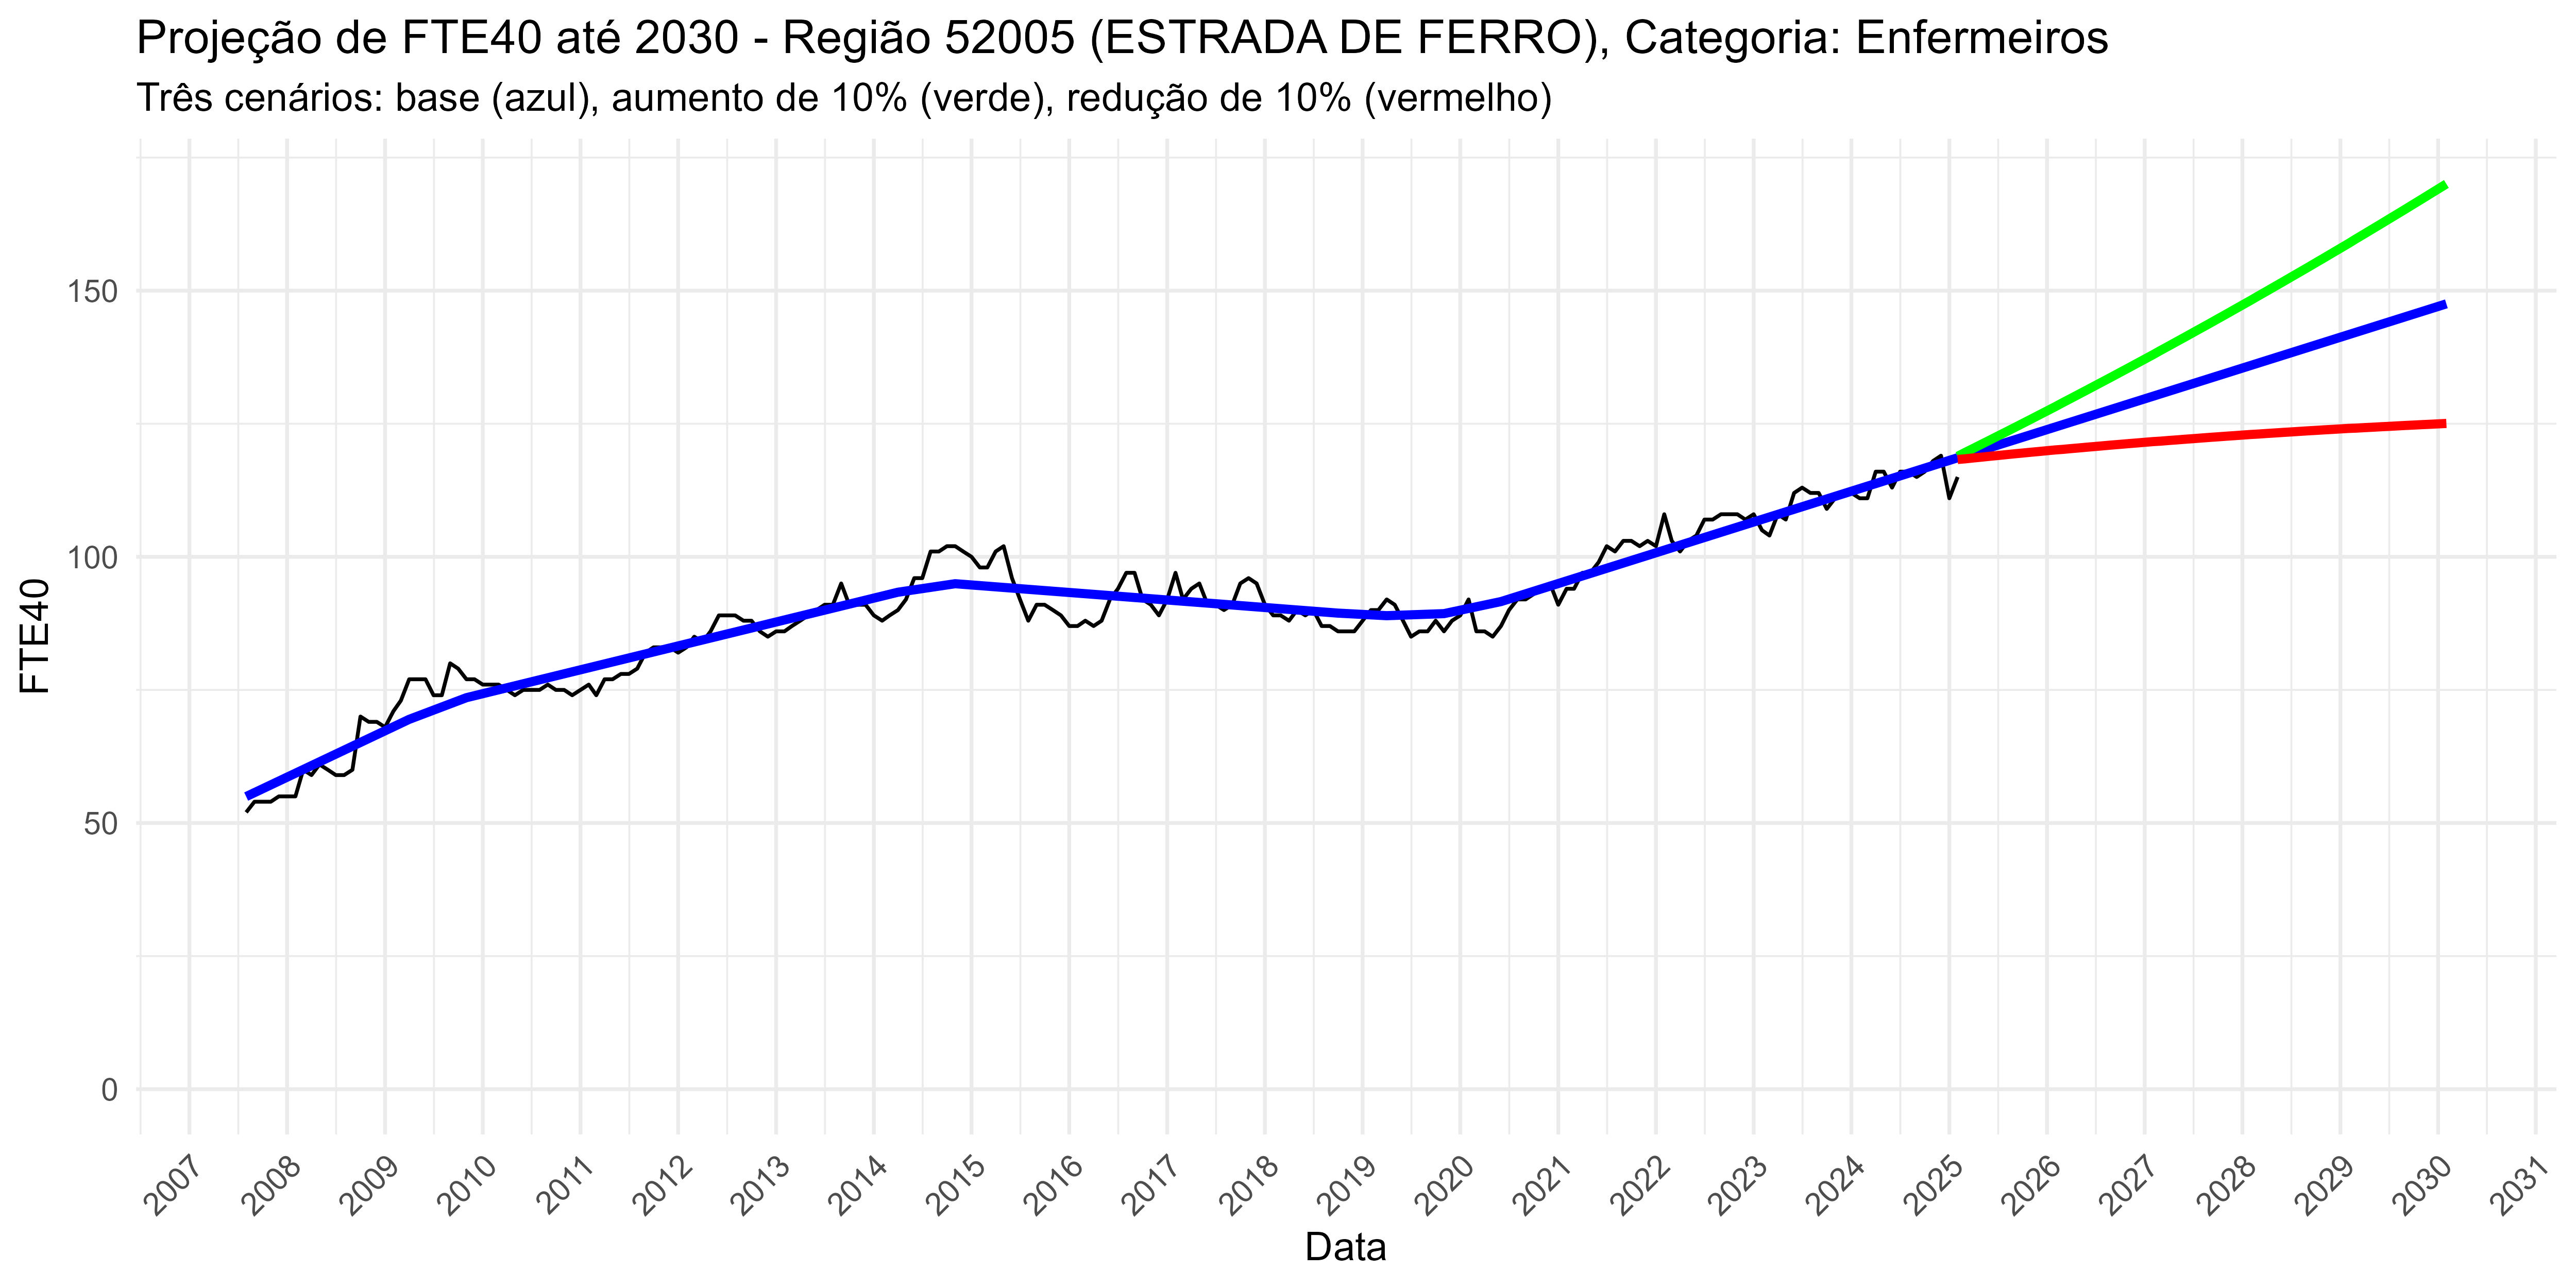 Projeção de FTE40 até 2030 - Região 52005 (ESTRADA DE FERRO), Categoria: Enfermeiros
Três cenários: base (azul), aumento de 10% (verde), redução de 10% (vermelho)
150
100
50
0
FTE40
2007 2008 2009 2010 2011 2012 2013 2014 2015 2016 2017 2018 2019 2020 2021 2022 2023 2024 2025 2026 2027 2028 2029 2030 2031
Data